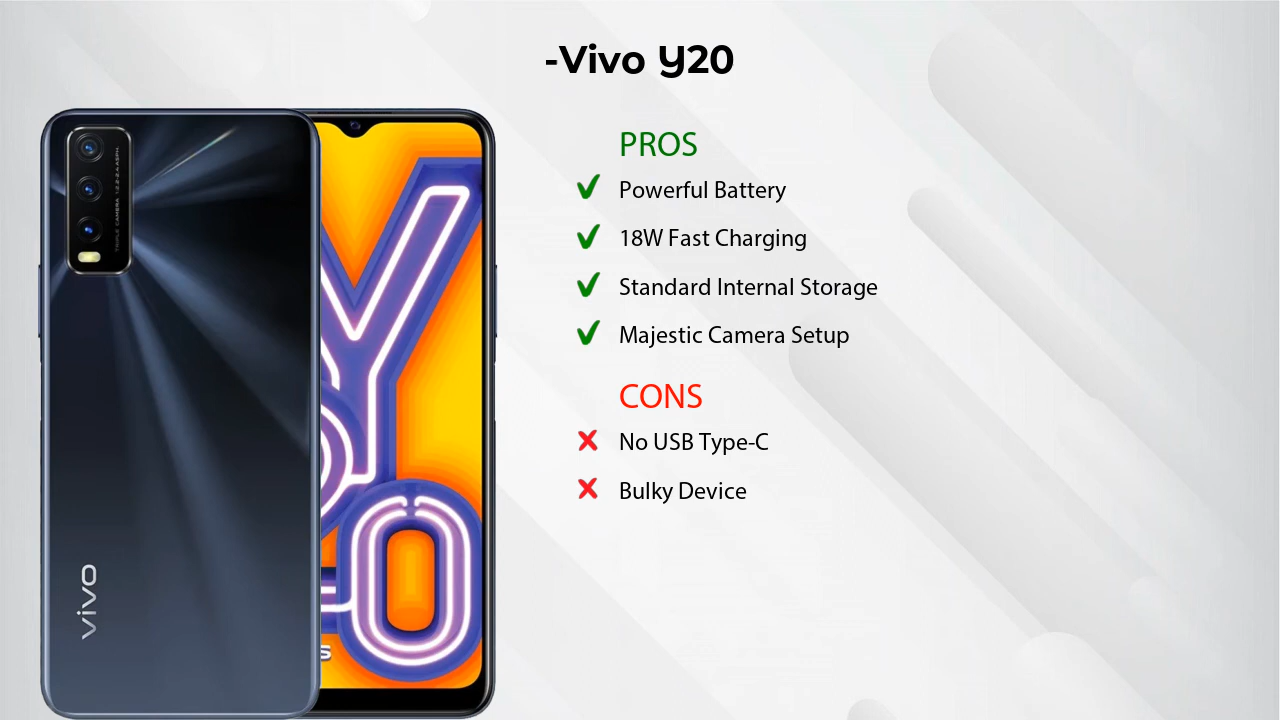 -Vivo Y20
PROS
Powerful Battery
18W Fast Charging
Standard Internal Storage
Majestic Camera Setup
CONS
No USB Type-C
Bulky Device
vivo